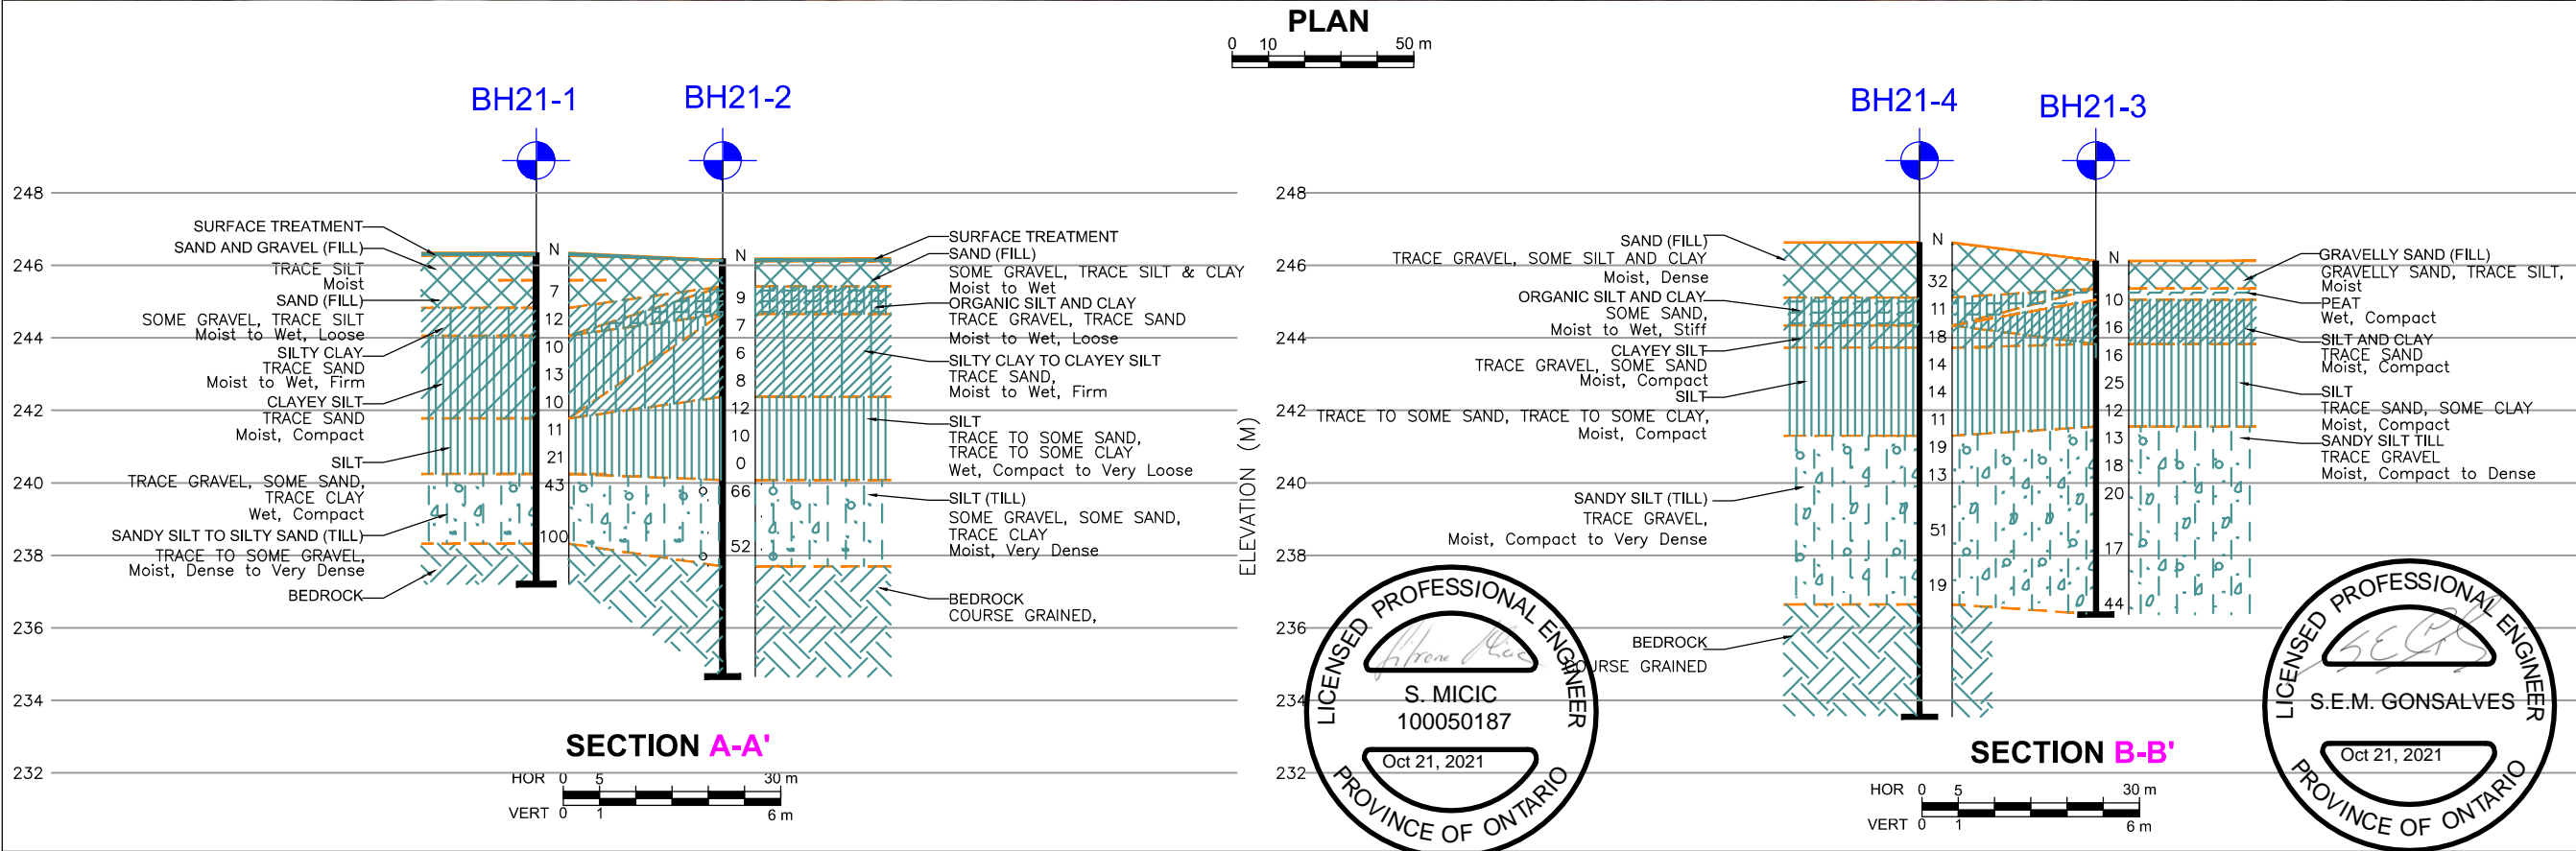 PLAN
0 10 50 m
BH21-1
BH21-2
BH21-4
BH21-3
248
246
244
242
240
238
236
234
232
SURFACE TREATMENT
SAND AND GRAVEL (FILL)
TRACE SILT
Moist
SAND (FILL)
SOME GRAVEL, TRACE SILT
Moist to Wet, Loose
SILTY CLAY
TRACE SAND
Moist to Wet, Firm
CLAYEY SILT
TRACE SAND
Moist, Compact
SILT
TRACE GRAVEL, SOME SAND,
TRACE CLAY
Wet, Compact
SANDY SILT TO SILTY SAND (TILL)
TRACE TO SOME GRAVEL,
Moist, Dense to Very Dense
BEDROCK
N
7
12
10
13
10
11
21
43
100
N
9
7
6
8
12
10
0
66
52
SURFACE TREATMENT
SAND (FILL)
SOME GRAVEL, TRACE SILT & CLAY
Moist to Wet
ORGANIC SILT AND CLAY
TRACE GRAVEL, TRACE SAND
Moist to Wet, Loose
SILTY CLAY TO CLAYEY SILT
TRACE SAND,
Moist to Wet, Firm
SILT
TRACE TO SOME SAND,
TRACE TO SOME CLAY
Wet, Compact to Very Loose
SILT (TILL)
SOME GRAVEL, SOME SAND,
TRACE CLAY
Moist, Very Dense
BEDROCK
COURSE GRAINED,
SECTION A-A'
HOR 0 5 30 m
VERT 0 1 6 m
ELEVATION (M)
248
246
244
242
240
238
236
234
232
SAND (FILL)
TRACE GRAVEL, SOME SILT AND CLAY
Moist, Dense
ORGANIC SILT AND CLAY
SOME SAND,
Moist to Wet, Stiff
CLAYEY SILT
TRACE GRAVEL, SOME SAND
Moist, Compact
SILT
TRACE TO SOME SAND, TRACE TO SOME CLAY,
Moist, Compact
SANDY SILT (TILL)
TRACE GRAVEL,
Moist, Compact to Very Dense
BEDROCK
COURSE GRAINED
N
32
11
18
14
14
11
19
13
51
19
N
10
16
16
25
12
13
18
20
17
44
GRAVELLY SAND (FILL)
GRAVELLY SAND, TRACE SILT,
Moist
PEAT
Wet, Compact
SILT AND CLAY
TRACE SAND
Moist, Compact
SILT
TRACE SAND, SOME CLAY
Moist, Compact
SANDY SILT TILL
TRACE GRAVEL
Moist, Compact to Dense
SECTION B-B'
HOR 0 5 30 m
VERT 0 1 6 m
LICENSED PROFESSIONAL ENGINEER
S. MICIC
100050187
Oct 21, 2021
PROVINCE OF ONTARIO
LICENSED PROFESSIONAL ENGINEER
S.E.M. GONSALVES
Oct 21, 2021
PROVINCE OF ONTARIO